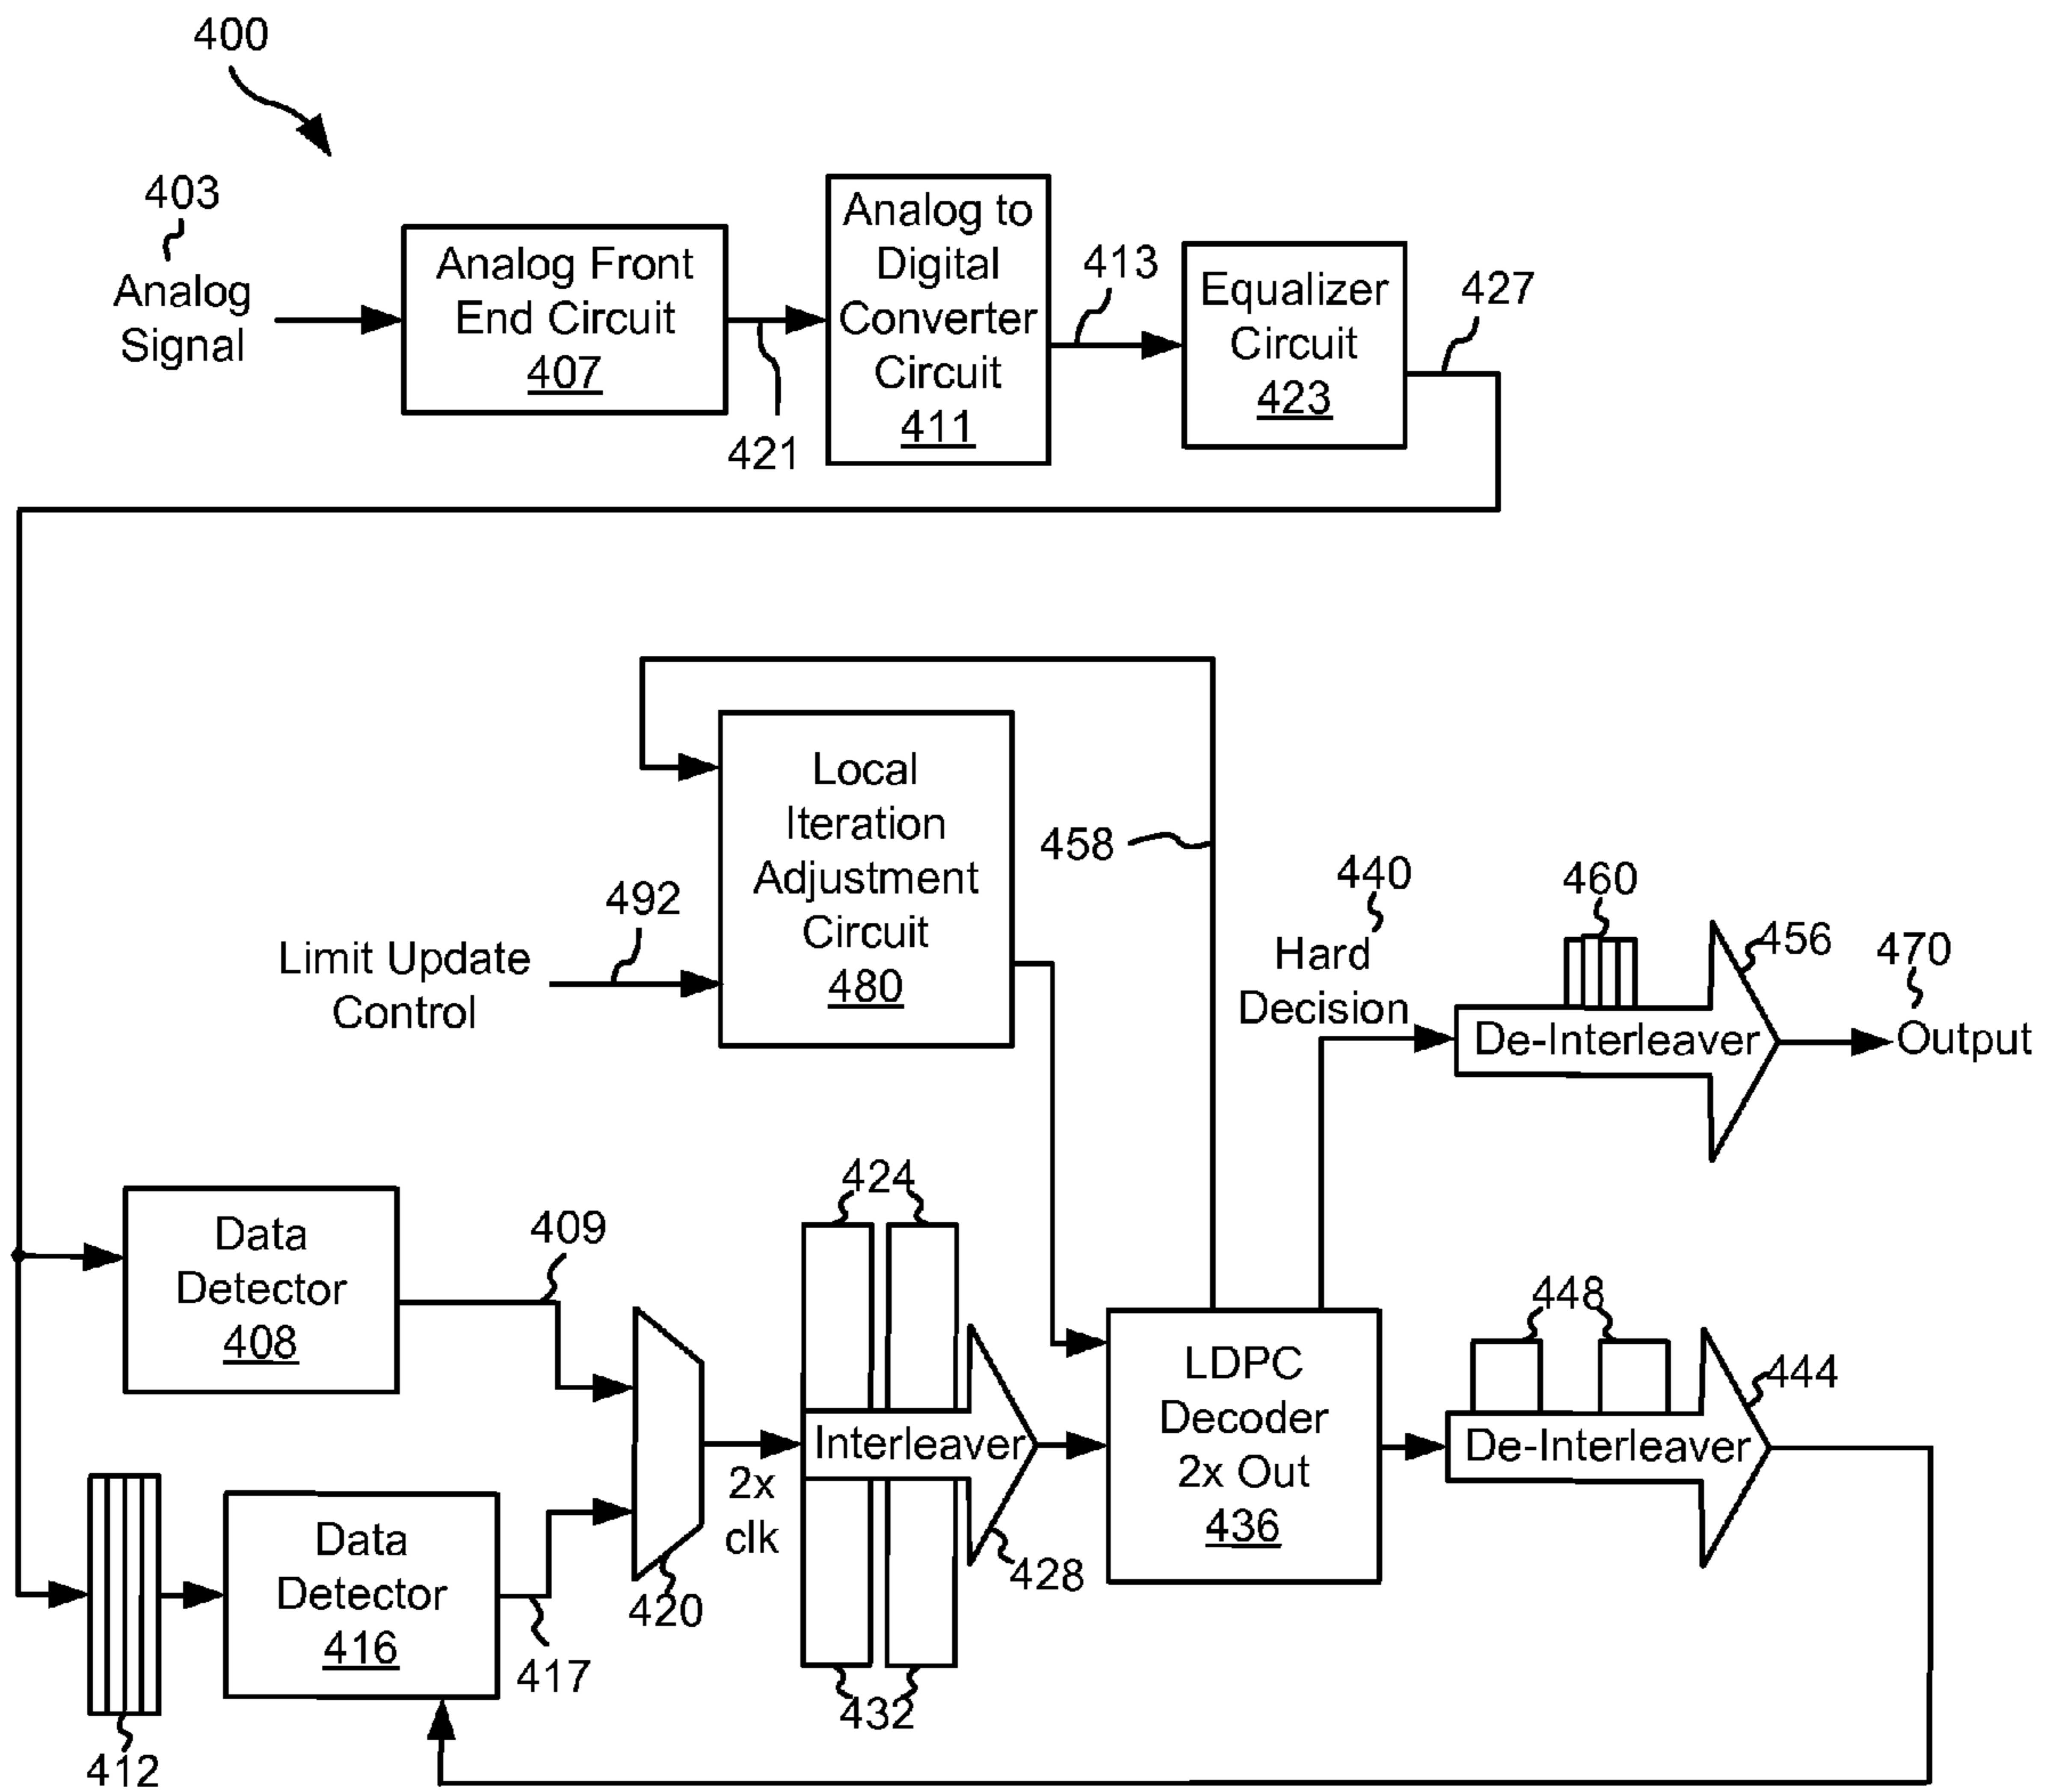 400
403
Analog
Signal
Analog Front
End Circuit
407
421
Analog to
Digital
Converter
Circuit
411
413
Equalizer
Circuit
423
427
Local
Iteration
Adjustment
Circuit
480
458
492
Limit Update
Control
440
Hard
Decision
460
456
De-Interleaver
470
Output
Data
Detector
408
409
424
2x
clk
Interleaver
428
432
LDPC
Decoder
2x Out
436
448
444
De-Interleaver
412
Data
Detector
416
417
420